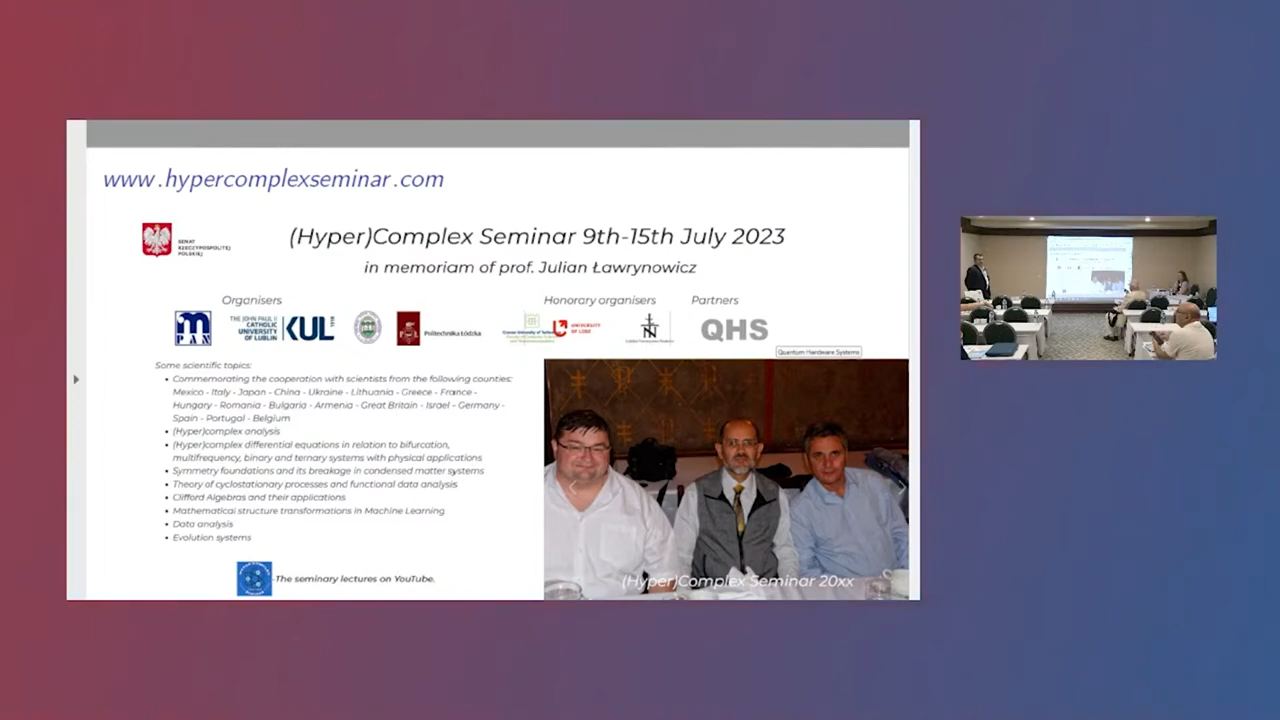 www.hypercomplexseminar.com
SENAT
RZECZYPOSPOLITEJ
POLSKIEJ
(Hyper)Complex Seminar 9th-15th July 2023
in memoriam of prof. Julian Ławrynowicz
Organisers
Honorary organisers
Partners
PAN
THE JOHN PAUL II
CATHOLIC
UNIVERSITY
OF LUBLIN
KUL
1918
Politechnika Łódzka
UNIVERSITY
OF LODZ
QHS
Quantum Hardware Systems
Some scientific topics:
• Commemorating the cooperation with scientists from the following counties:
Mexico - Italy - Japan - China - Ukraine - Lithuania - Greece - France -
Hungary - Romania - Bulgaria - Armenia - Great Britain - Israel - Germany -
Spain - Portugal - Belgium
• (Hyper)complex analysis
• (Hyper)complex differential equations in relation to bifurcation,
multifrequency, binary and ternary systems with physical applications
• Symmetry foundations and its breakage in condensed matter systems
• Theory of cyclostationary processes and functional data analysis
• Clifford Algebras and their applications
• Mathematical structure transformations in Machine Learning
• Data analysis
• Evolution systems
-The seminary lectures on YouTube.
(Hyper)Complex Seminar 20xx